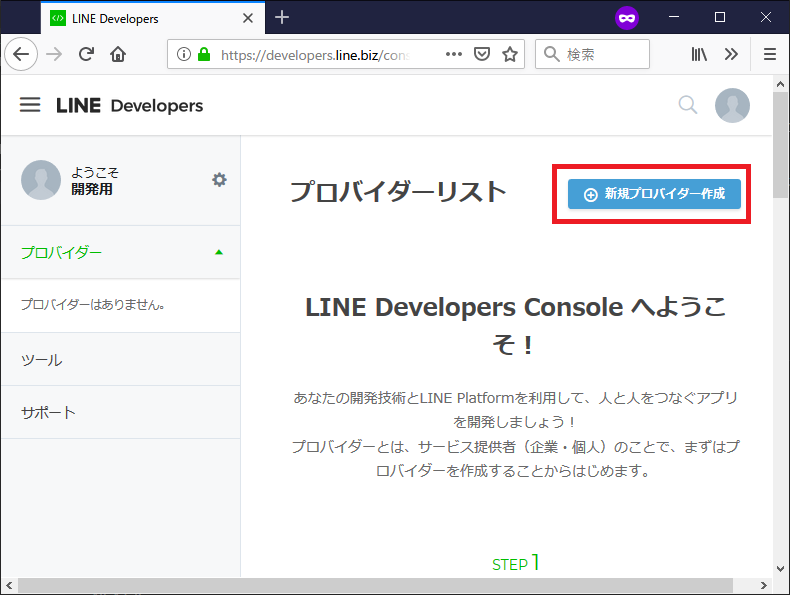 LINE Developers
https://developers.line.biz/con
検索
LINE Developers
ようこそ
開発用
プロバイダー
プロバイダーはありません。
ツール
サポート
プロバイダーリスト
新規プロバイダー作成
LINE Developers Console へようこ
そ！
あなたの開発技術とLINE Platformを利用して、人と人をつなぐアプリ
を開発しましょう！
プロバイダーとは、サービス提供者（企業・個人）のことで、まずはプ
ロバイダーを作成することからはじめます。
STEP 1